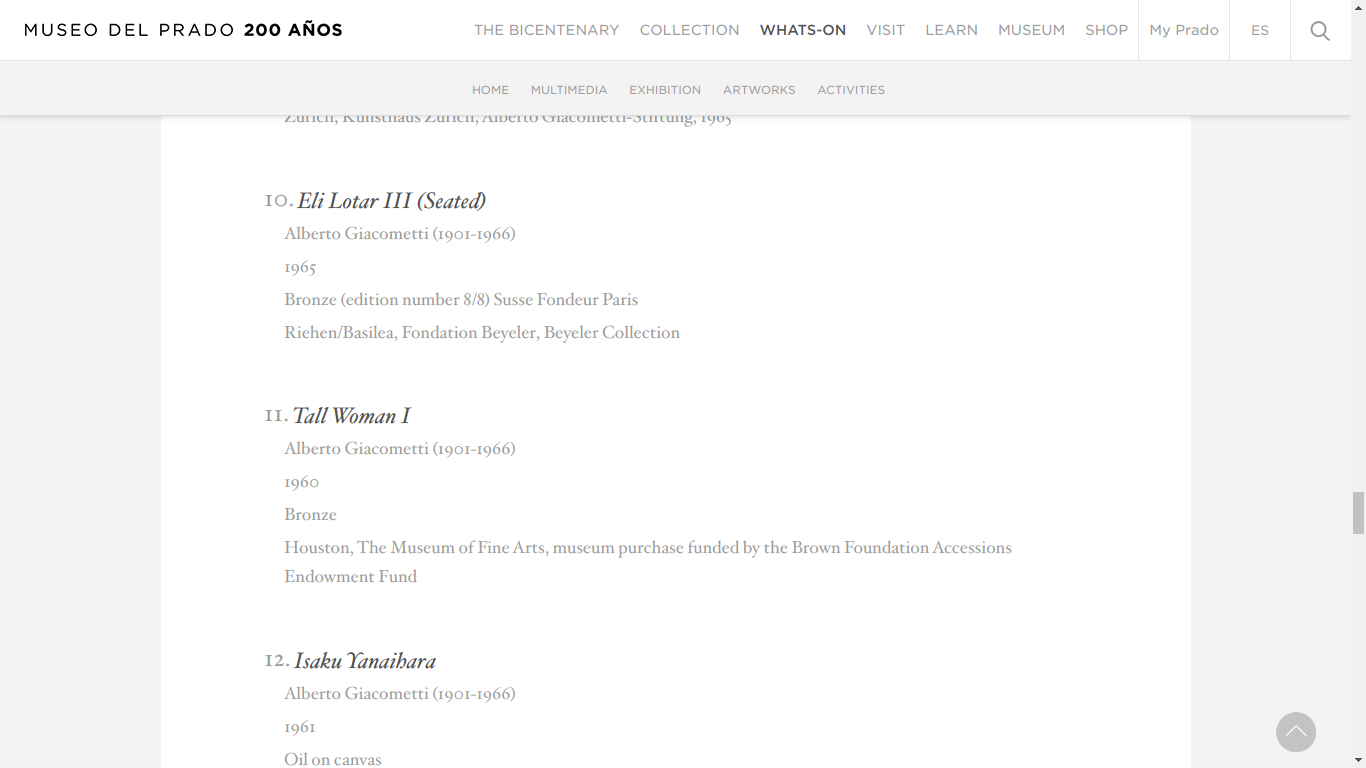 MUSEO DEL PRADO 200 AÑOS
THE BICENTENARY COLLECTION WHATS-ON VISIT LEARN MUSEUM SHOP My Prado ES
HOME MULTIMEDIA EXHIBITION ARTWORKS ACTIVITIES
Zurich, Kunsthaus Zürich, Alberto Giacometti-Stiftung, 1965
10. Eli Lotar III (Seated)
Alberto Giacometti (1901-1966)
1965
Bronze (edition number 8/8) Susse Fondeur Paris
Riehen/Basilea, Fondation Beyeler, Beyeler Collection
11. Tall Woman I
Alberto Giacometti (1901-1966)
1960
Bronze
Houston, The Museum of Fine Arts, museum purchase funded by the Brown Foundation Accessions
Endowment Fund
12. Isaku Yanaihara
Alberto Giacometti (1901-1966)
1961
Oil on canvas